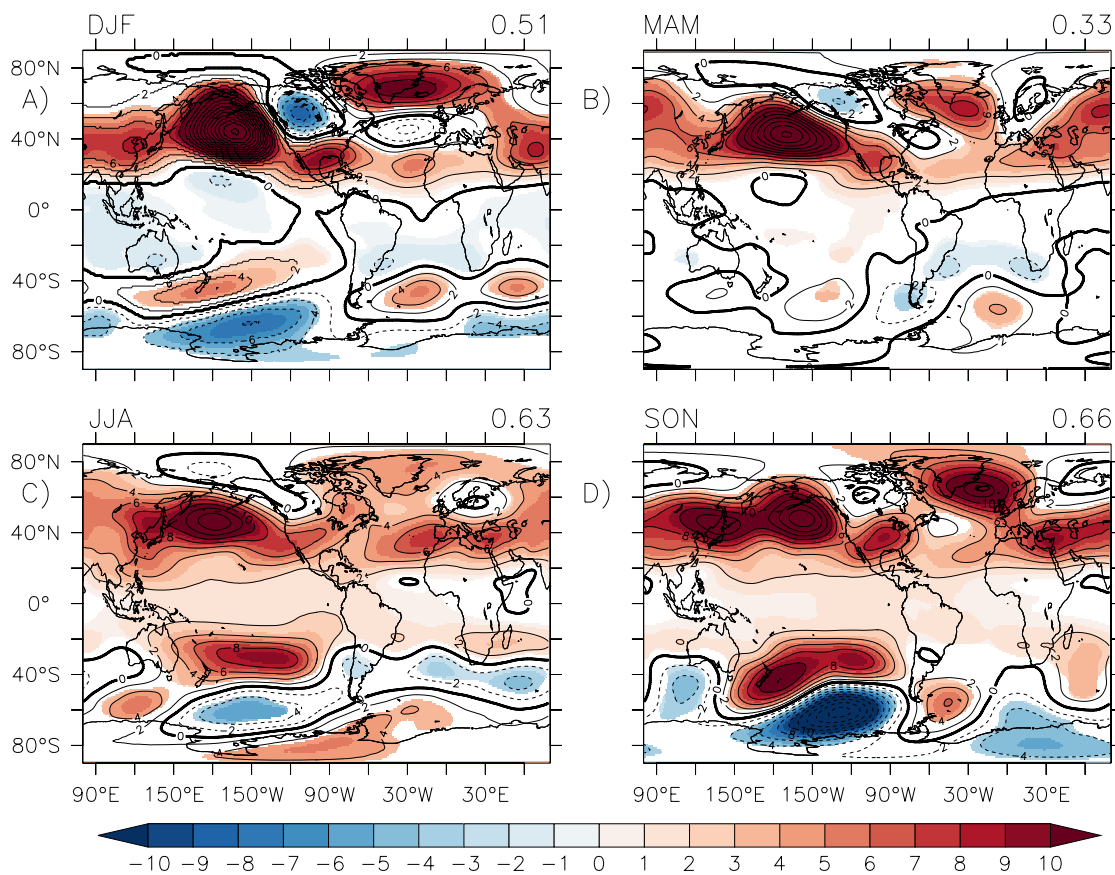 DJF 0.51 MAM 0.33
80°N
A) B)
40°N
0°
40°S
80°S
JJA 0.63 SON 0.66
80°N
C) D)
40°N
0°
40°S
80°S
90°E 150°E 150°W 90°W 30°W 30°E 90°E 150°E 150°W 90°W 30°W 30°E
-10 -9 -8 -7 -6 -5 -4 -3 -2 -1 0 1 2 3 4 5 6 7 8 9 10